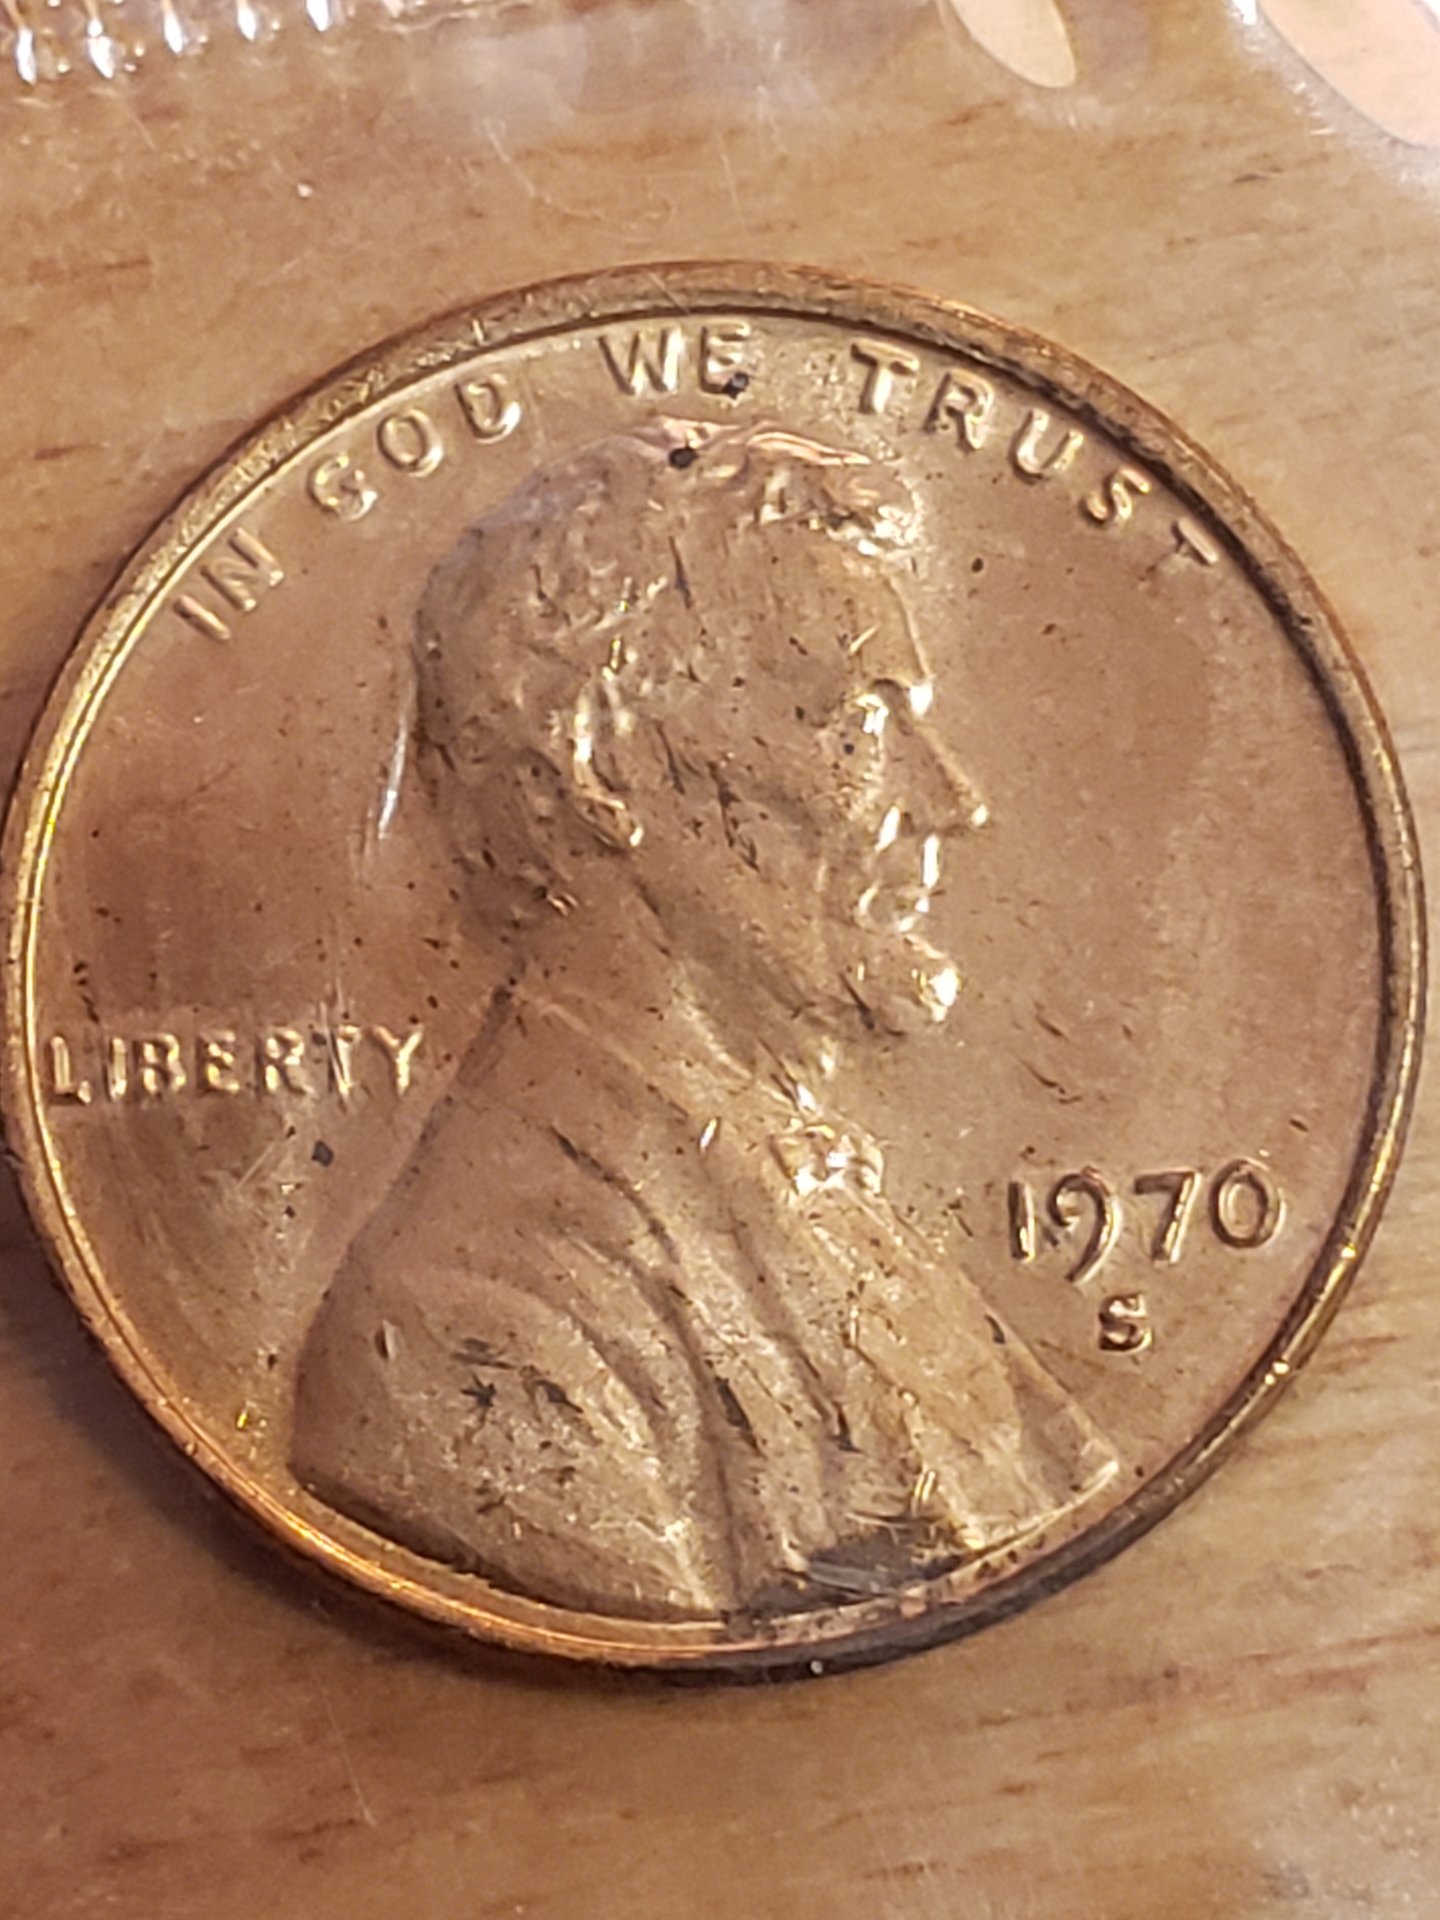 IN GOD WE TRUST
LIBERTY
1970
S